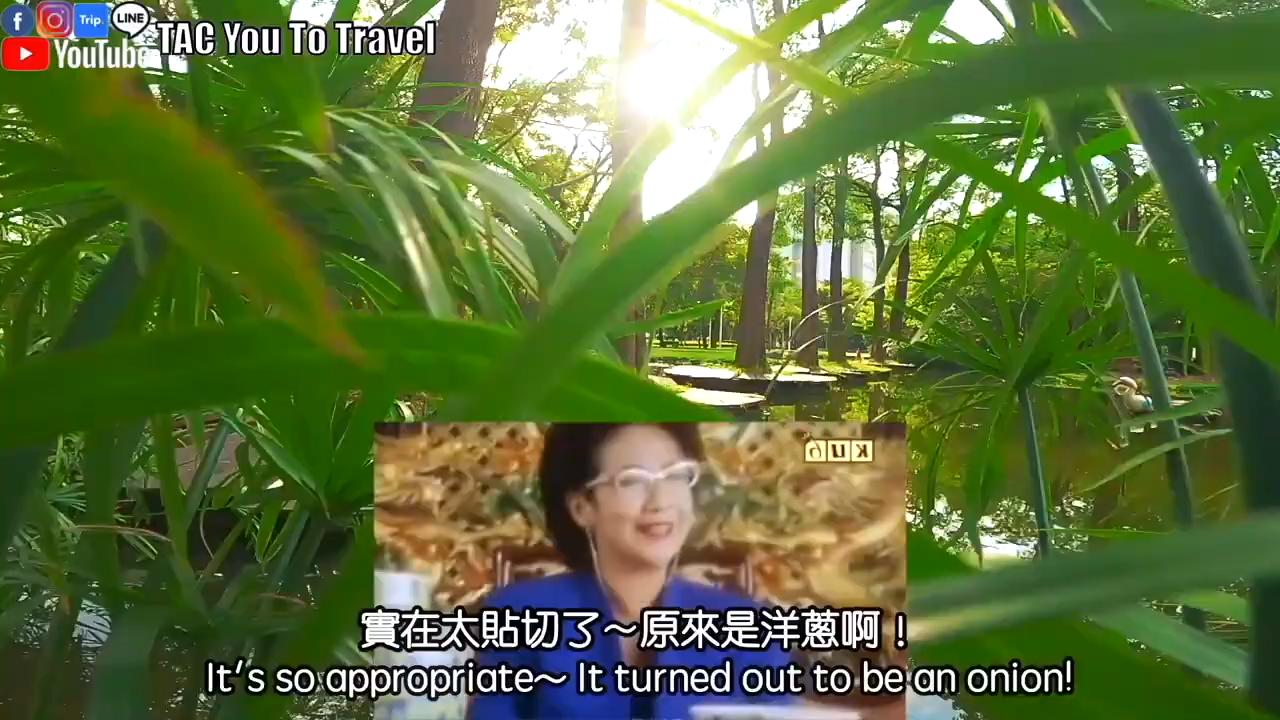 f
Trip.
LINE
TAC You To Travel
YouTube
KU6
實在太貼切了～原來是洋蔥啊！
It's so appropriate～ It turned out to be an onion!